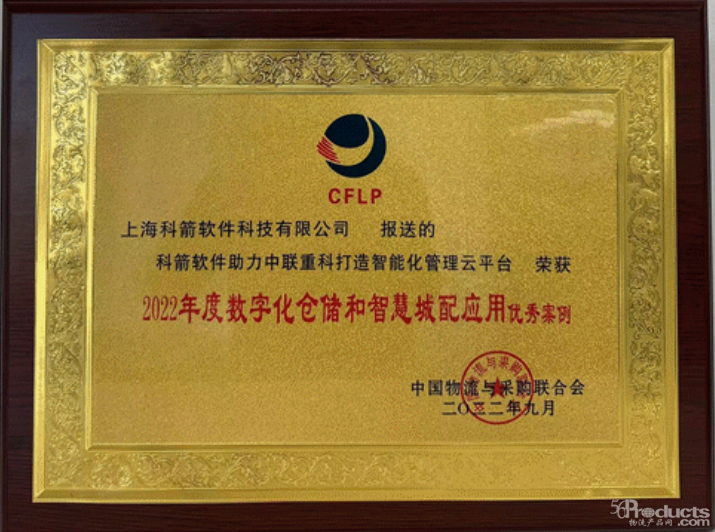 CFLP
上海科箭软件科技有限公司 报送的
科箭软件助力中联重科打造智能化管理云平台 荣获
2022年度数字化仓储和智慧城配应用优秀案例
中国物流与采购联合会
二〇二二年九月
56Products.com
物流产品网